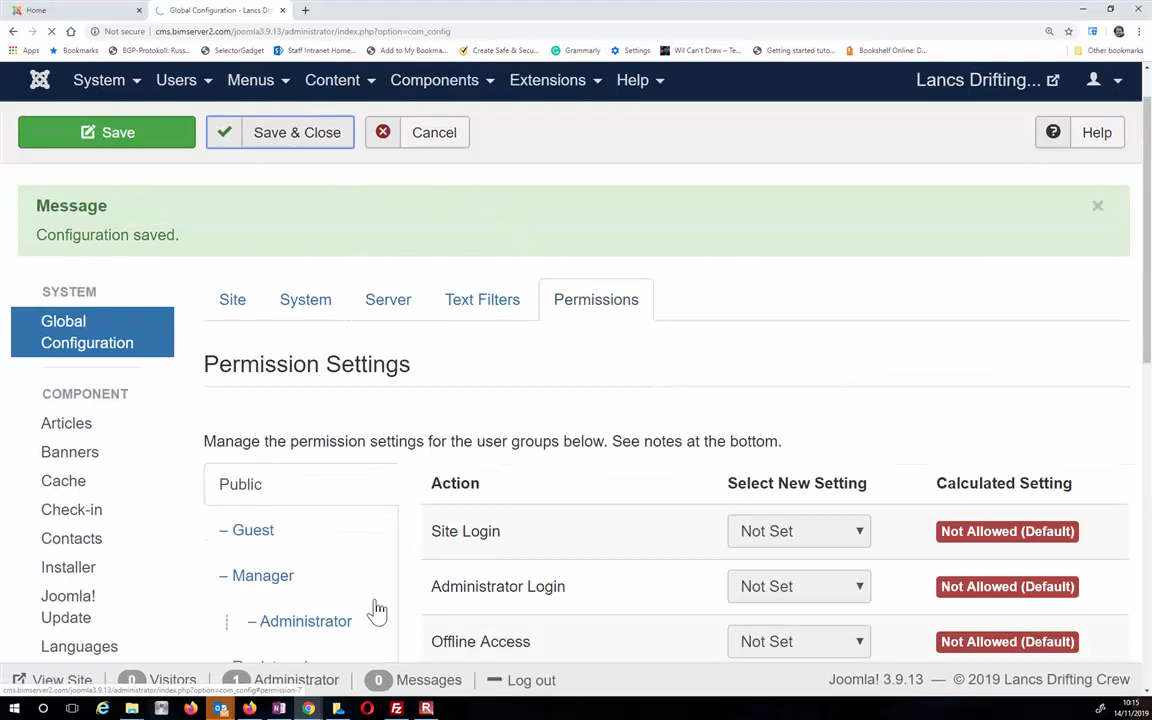 Home
Global Configuration - Lancs Dri
Not secure
cms.bimserver2.com/joomla3.9.13/administrator/index.php?option=com_config
Apps
Bookmarks
BGP-Protokoll: Russ...
SelectorGadget
Staff Intranet Home...
Add to My Bookma...
Create Safe & Secu...
Grammarly
Settings
Wil Can't Draw – Te...
Getting started tuto...
Bookshelf Online: D...
Other bookmarks
System
Users
Menus
Content
Components
Extensions
Help
Lancs Drifting...
Save
Save & Close
Cancel
Help
Message
Configuration saved.
SYSTEM
Global
Configuration
COMPONENT
Articles
Banners
Cache
Check-in
Contacts
Installer
Joomla!
Update
Languages
Site
System
Server
Text Filters
Permissions
Permission Settings
Manage the permission settings for the user groups below. See notes at the bottom.
Public
– Guest
– Manager
– Administrator
Action
Select New Setting
Calculated Setting
Site Login
Not Set
Not Allowed (Default)
Administrator Login
Not Set
Not Allowed (Default)
Offline Access
Not Set
Not Allowed (Default)
View Site
0 Visitors
1 Administrator
0 Messages
Log out
Joomla! 3.9.13 — © 2019 Lancs Drifting Crew
cms.bimserver2.com/joomla3.9.13/administrator/index.php?option=com_config#permission-7
10:15
14/11/2019